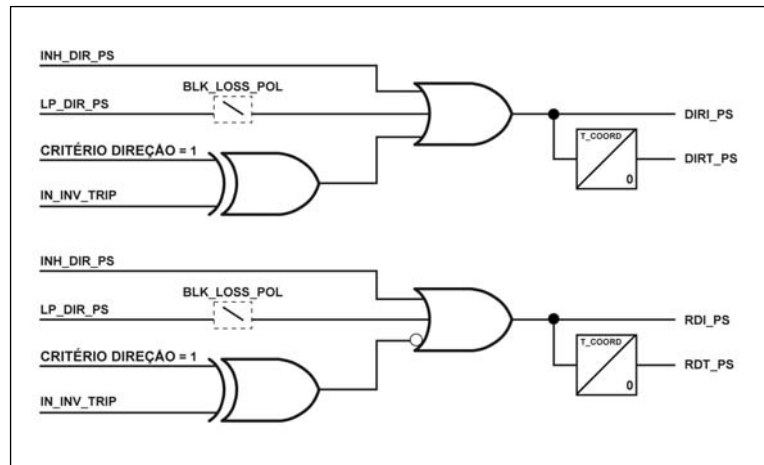 INH_DIR_PS
BLK_LOSS_POL
LP_DIR_PS
DIRI_PS
T_COORD
0
DIRT_PS
CRITÉRIO DIREÇÃO = 1
IN_INV_TRIP
INH_DIR_PS
BLK_LOSS_POL
LP_DIR_PS
RDI_PS
T_COORD
0
RDT_PS
CRITÉRIO DIREÇÃO = 1
IN_INV_TRIP